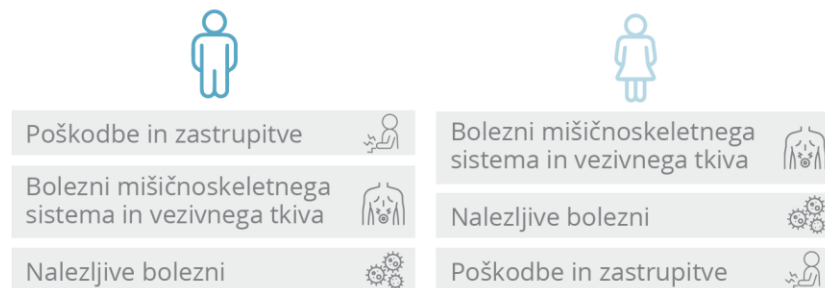 Poškodbe in zastrupitve
Bolezni mišičnoskeletnega
sistema in vezivnega tkiva
Nalezljive bolezni
Bolezni mišičnoskeletnega
sistema in vezivnega tkiva
Nalezljive bolezni
Poškodbe in zastrupitve